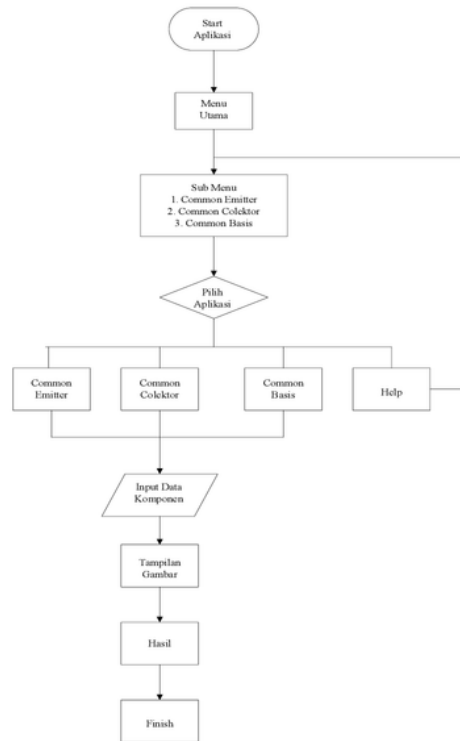 Start
Aplikasi
Menu
Utama
Sub Menu
1. Common Emitter
2. Common Colektor
3. Common Basis
Pilih
Aplikasi
Common
Emitter
Common
Colektor
Common
Basis
Help
Input Data
Komponen
Tampilan
Gambar
Hasil
Finish